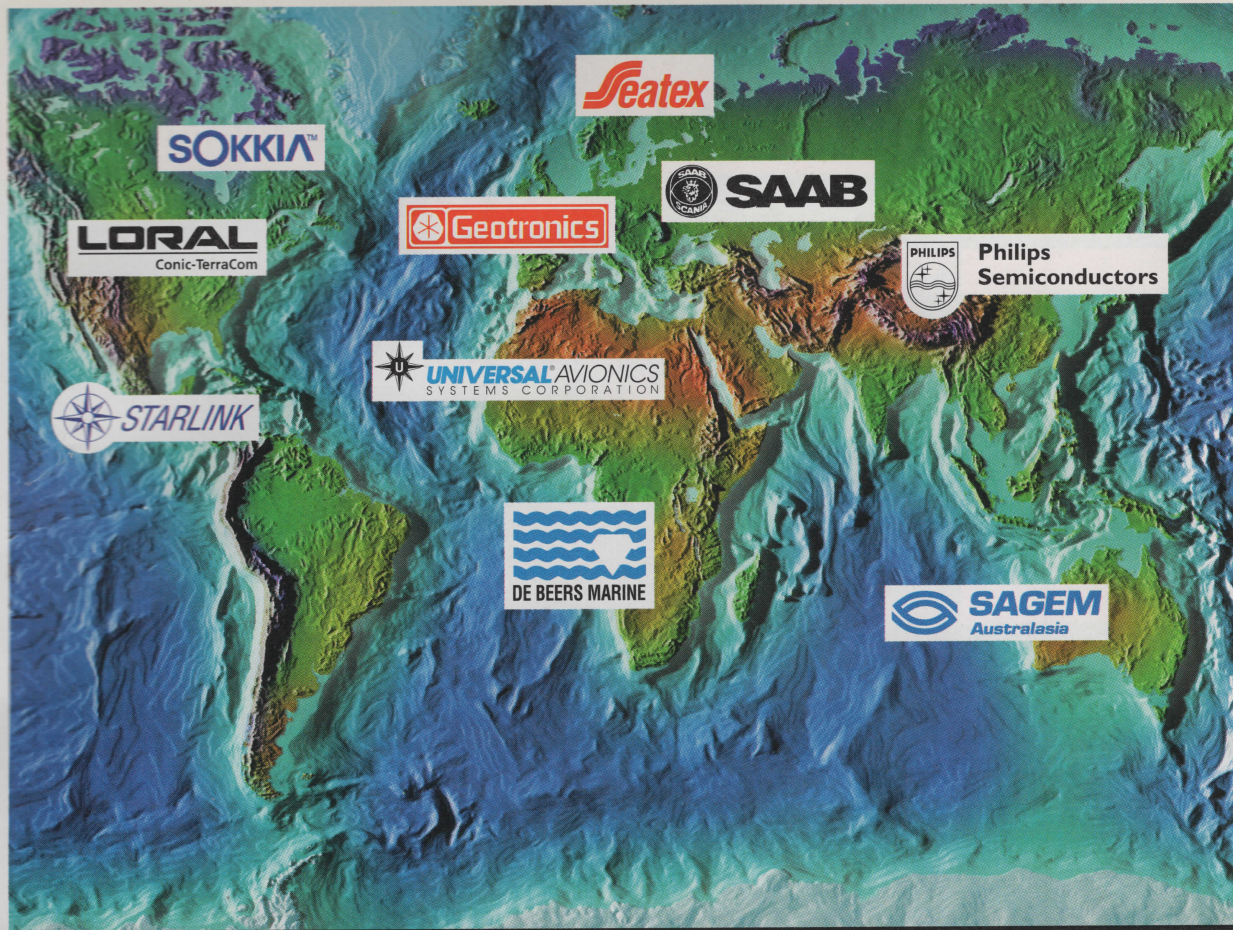 Seatex
SOKKIA™
SAAB
SCANIA
SAAB
Geotronics
LORAL
Conic-TerraCom
PHILIPS
Philips
Semiconductors
U
UNIVERSAL® AVIONICS
SYSTEMS CORPORATION
STARLINK
DE BEERS MARINE
SAGEM
Australasia